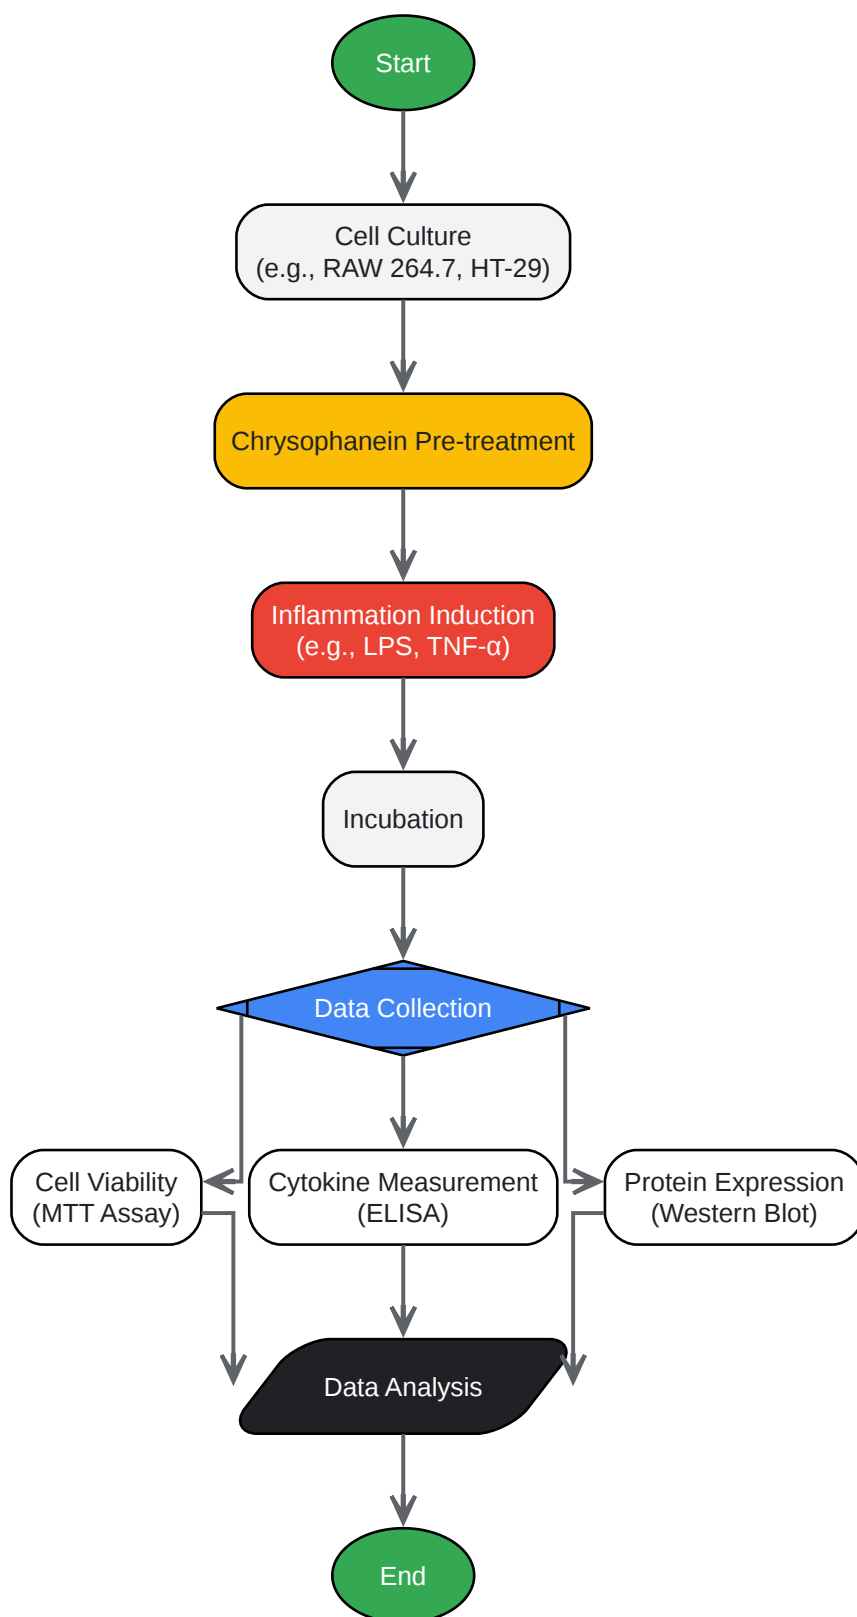 Start
Cell Culture
(e.g., RAW 264.7, HT-29)
Chrysophanein Pre-treatment
Inflammation Induction
(e.g., LPS, TNF-α)
Incubation
Data Collection
Cell Viability
(MTT Assay)
Cytokine Measurement
(ELISA)
Protein Expression
(Western Blot)
Data Analysis
End